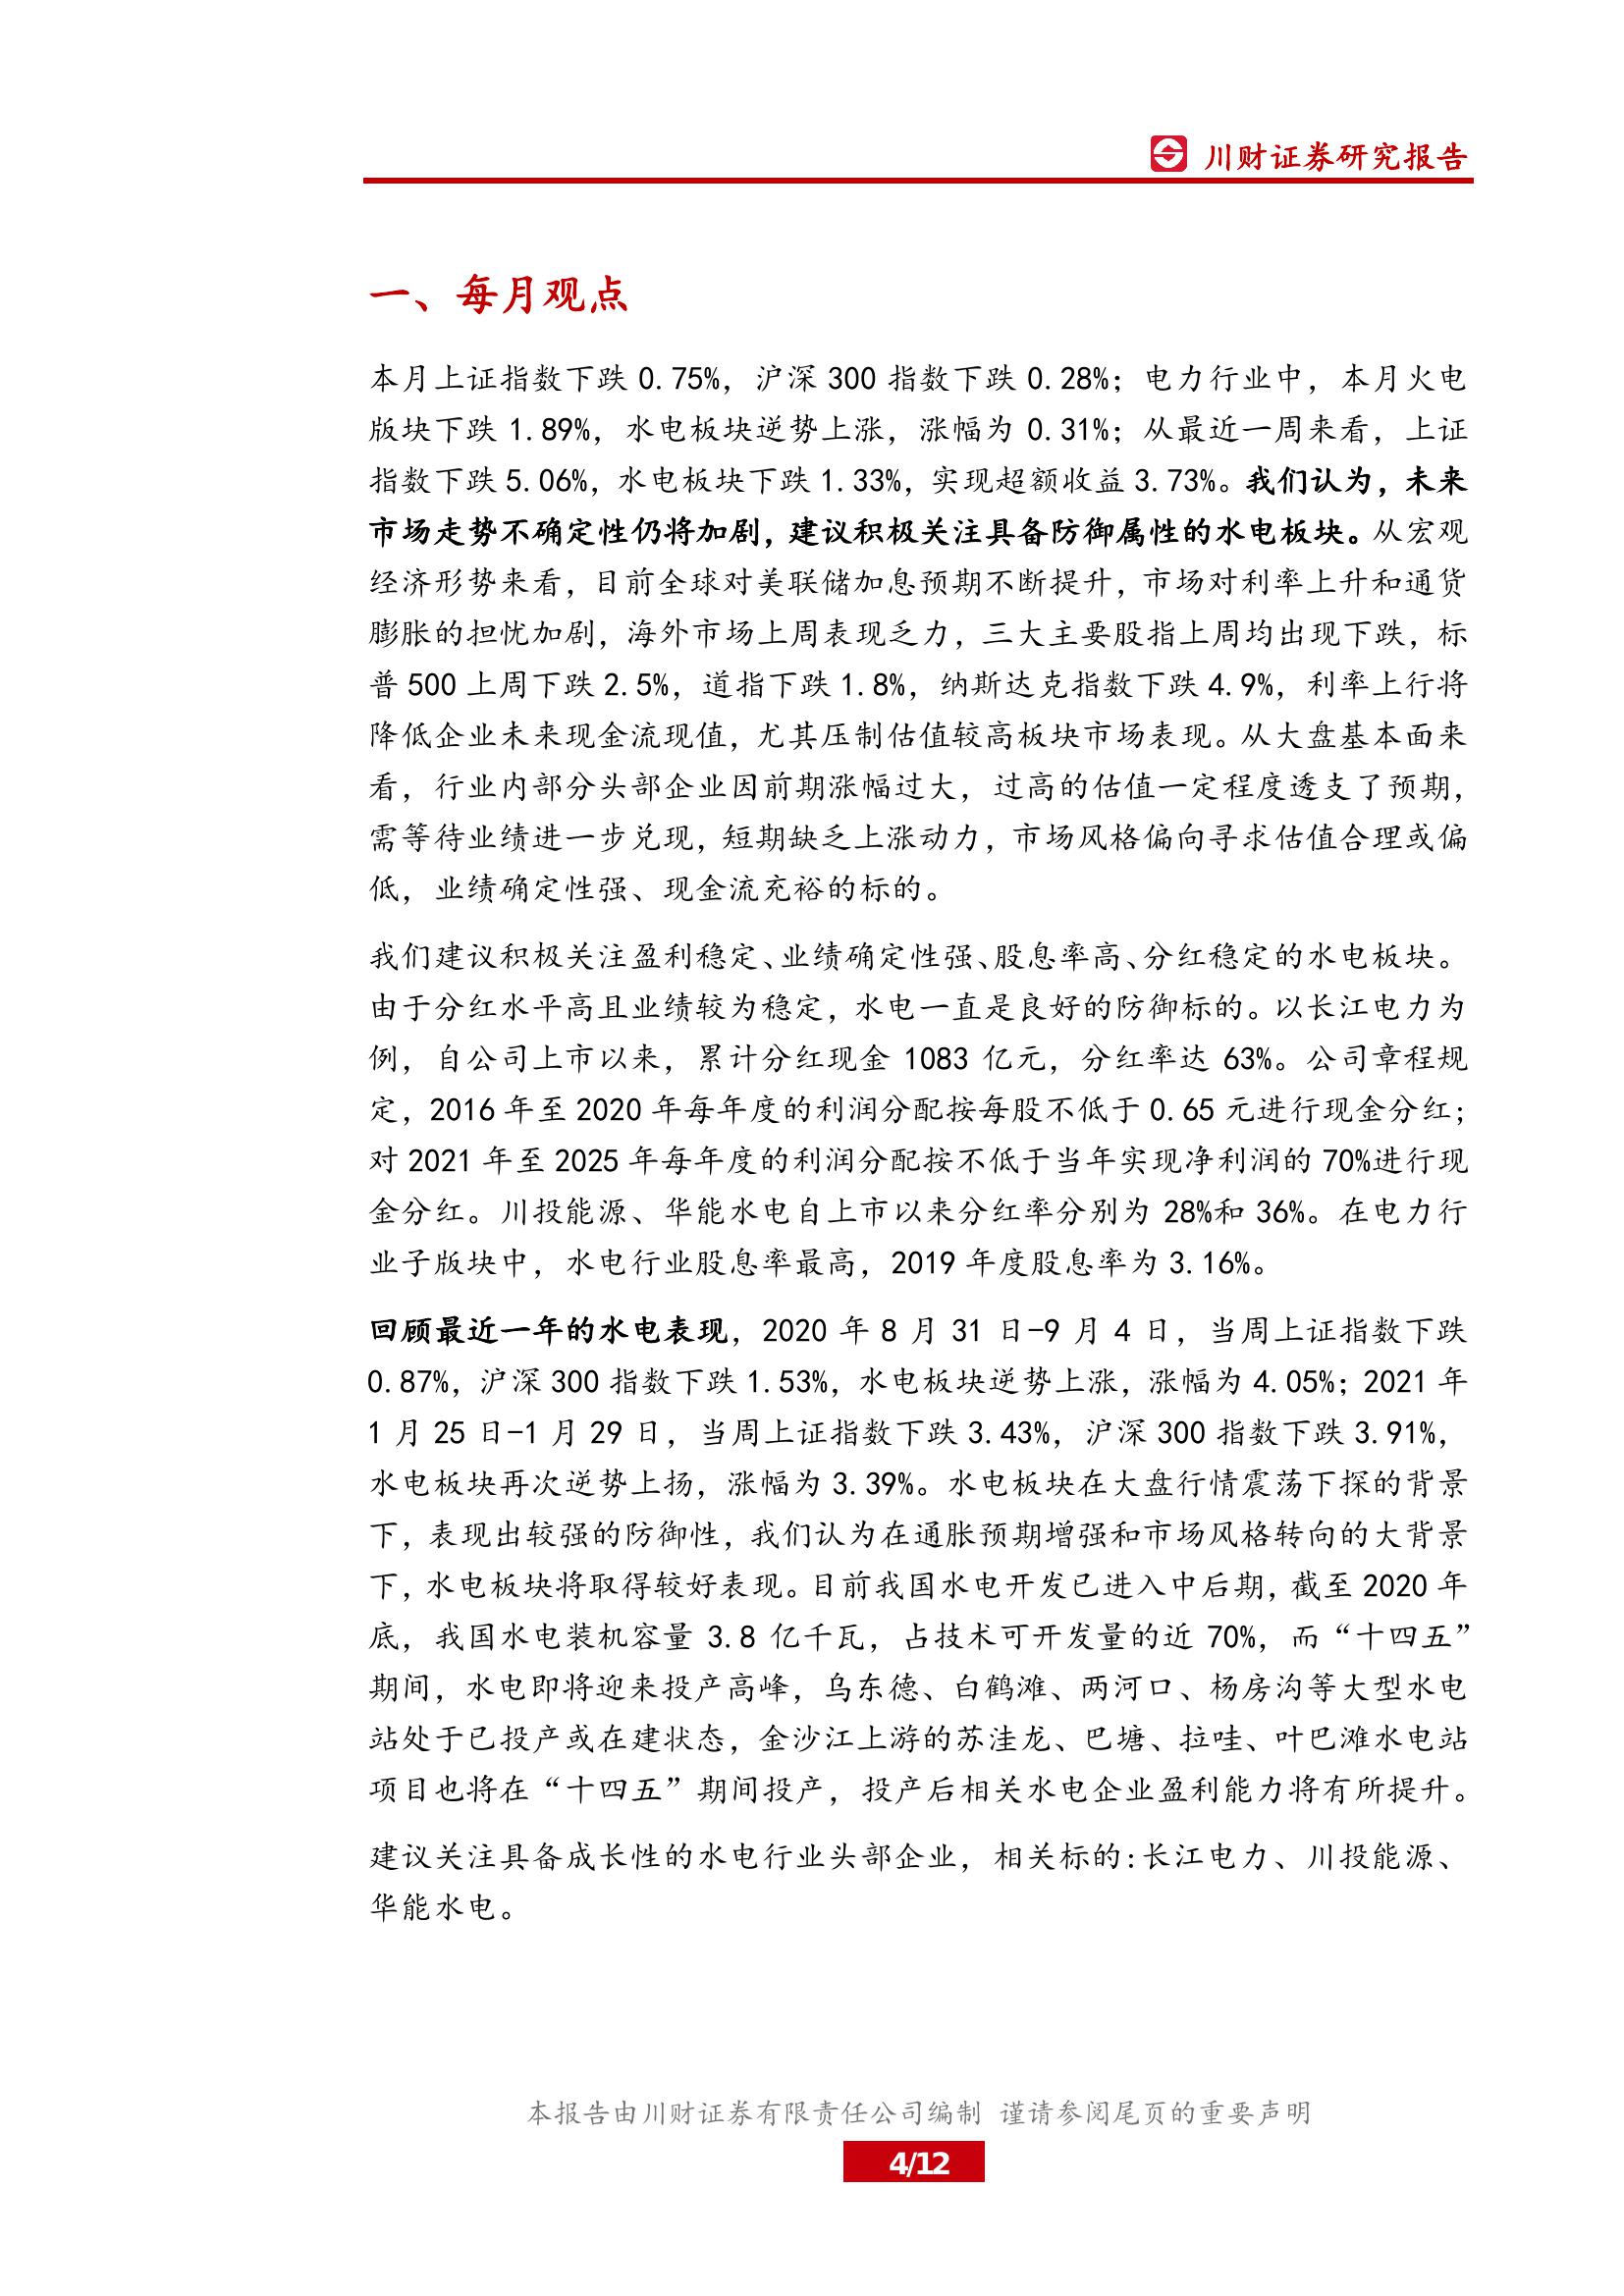 川财证券研究报告
一、每月观点
本月上证指数下跌 0.75%，沪深 300 指数下跌 0.28%；电力行业中，本月火电
版块下跌 1.89%，水电板块逆势上涨，涨幅为 0.31%；从最近一周来看，上证
指数下跌 5.06%，水电板块下跌 1.33%，实现超额收益 3.73%。我们认为，未来
市场走势不确定性仍将加剧，建议积极关注具备防御属性的水电板块。从宏观
经济形势来看，目前全球对美联储加息预期不断提升，市场对利率上升和通货
膨胀的担忧加剧，海外市场上周表现乏力，三大主要股指上周均出现下跌，标
普 500 上周下跌 2.5%，道指下跌 1.8%，纳斯达克指数下跌 4.9%，利率上行将
降低企业未来现金流现值，尤其压制估值较高板块市场表现。从大盘基本面来
看，行业内部分头部企业因前期涨幅过大，过高的估值一定程度透支了预期，
需等待业绩进一步兑现，短期缺乏上涨动力，市场风格偏向寻求估值合理或偏
低，业绩确定性强、现金流充裕的标的。
我们建议积极关注盈利稳定、业绩确定性强、股息率高、分红稳定的水电板块。
由于分红水平高且业绩较为稳定，水电一直是良好的防御标的。以长江电力为
例，自公司上市以来，累计分红现金 1083 亿元，分红率达 63%。公司章程规
定，2016 年至 2020 年每年度的利润分配按每股不低于 0.65 元进行现金分红；
对 2021 年至 2025 年每年度的利润分配按不低于当年实现净利润的 70%进行现
金分红。川投能源、华能水电自上市以来分红率分别为 28%和 36%。在电力行
业子版块中，水电行业股息率最高，2019 年度股息率为 3.16%。
回顾最近一年的水电表现，2020 年 8 月 31 日-9 月 4 日，当周上证指数下跌
0.87%，沪深 300 指数下跌 1.53%，水电板块逆势上涨，涨幅为 4.05%；2021 年
1 月 25 日-1 月 29 日，当周上证指数下跌 3.43%，沪深 300 指数下跌 3.91%，
水电板块再次逆势上扬，涨幅为 3.39%。水电板块在大盘行情震荡下探的背景
下，表现出较强的防御性，我们认为在通胀预期增强和市场风格转向的大背景
下，水电板块将取得较好表现。目前我国水电开发已进入中后期，截至 2020 年
底，我国水电装机容量 3.8 亿千瓦，占技术可开发量的近 70%，而“十四五”
期间，水电即将迎来投产高峰，乌东德、白鹤滩、两河口、杨房沟等大型水电
站处于已投产或在建状态，金沙江上游的苏洼龙、巴塘、拉哇、叶巴滩水电站
项目也将在“十四五”期间投产，投产后相关水电企业盈利能力将有所提升。
建议关注具备成长性的水电行业头部企业，相关标的:长江电力、川投能源、
华能水电。
本报告由川财证券有限责任公司编制 谨请参阅尾页的重要声明
4/12